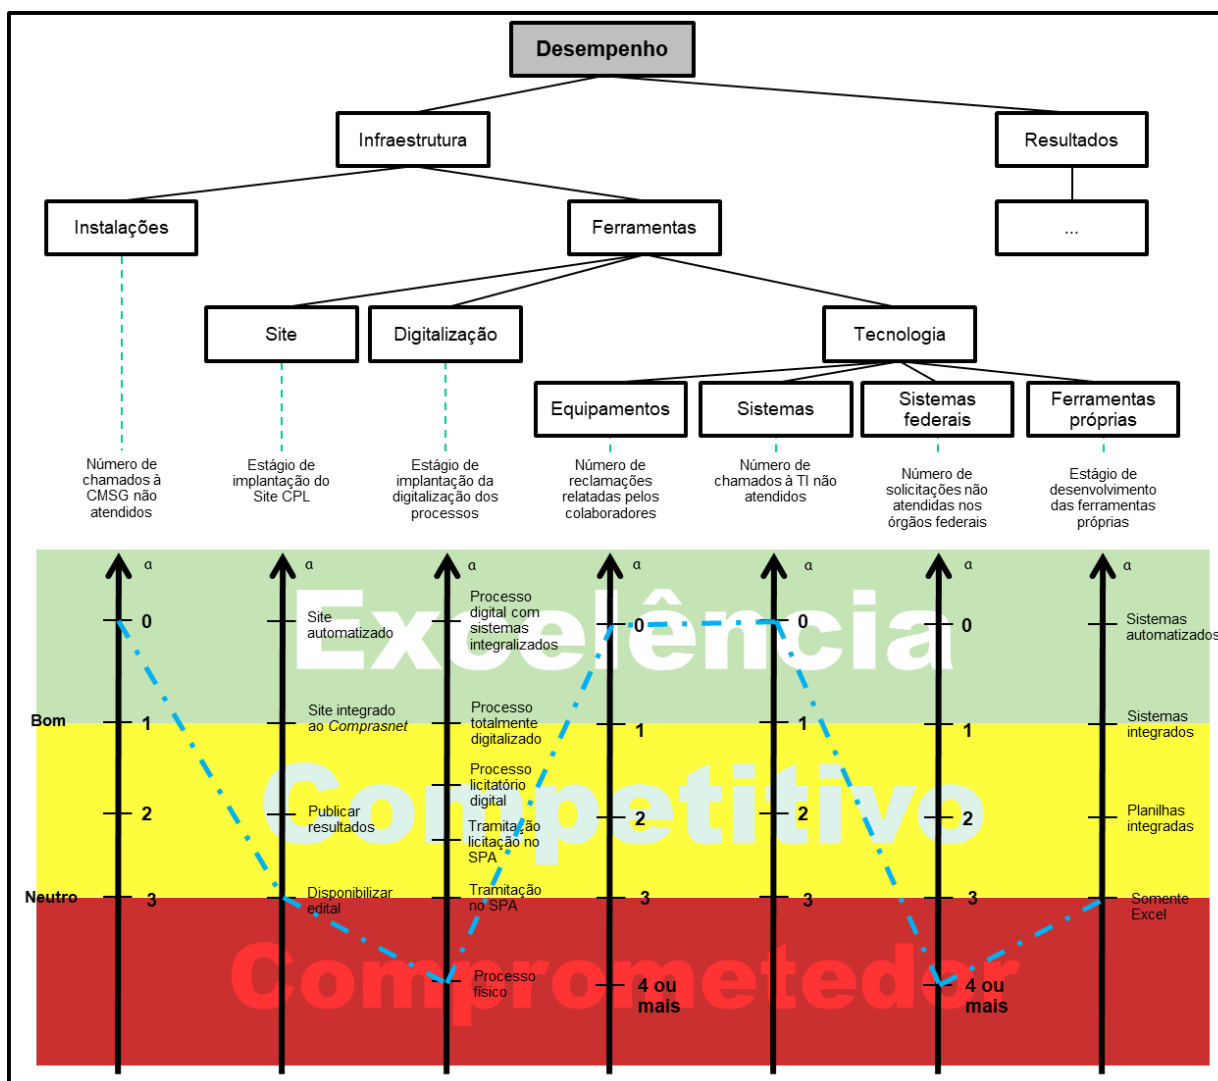 Desempenho
Infraestrutura
Resultados
Instalações
Ferramentas
...
Site
Digitalização
Tecnologia
Equipamentos
Sistemas
Sistemas
federais
Ferramentas
próprias
Número de
chamados à
CMSG não
atendidos
Estágio de
implantação do
Site CPL
Estágio de
implantação da
digitalização dos
processos
Número de
reclamações
relatadas pelos
colaboradores
Número de
chamados à TI não
atendidos
Número de
solicitações não
atendidas nos
órgãos federais
Estágio de
desenvolvimento
das ferramentas
próprias
Excelência
Competitivo
Comprometedor
Bom
Neutro
α
0
1
2
3
α
Site
automatizado
Site integrado
ao Comprasnet
Publicar
resultados
Disponibilizar
edital
α
Processo
digital com
sistemas
integralizados
Processo
totalmente
digitalizado
Processo
licitatório
digital
Tramitação
licitação no
SPA
Tramitação
no SPA
Processo
físico
α
0
1
2
3
4 ou
mais
α
0
1
2
3
α
0
1
2
3
4 ou
mais
α
Sistemas
automatizados
Sistemas
integrados
Planilhas
integradas
Somente
Excel